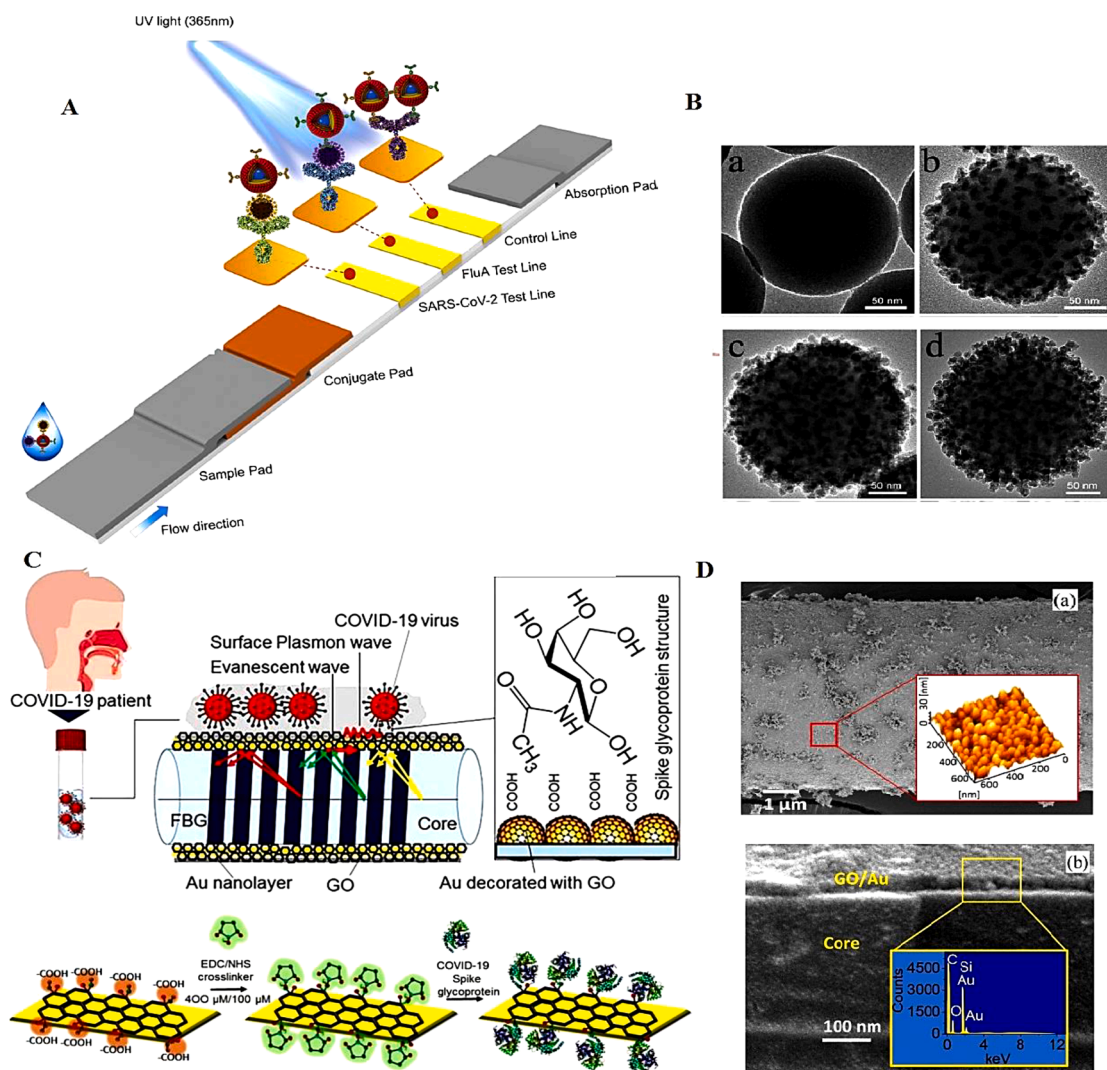 UV light (365nm)
A
Absorption Pad
Control Line
FluA Test Line
SARS-CoV-2 Test Line
Conjugate Pad
Sample Pad
Flow direction
B
a
50 nm
b
50 nm
c
50 nm
d
50 nm
C
COVID-19 patient
COVID-19 virus
Surface Plasmon wave
Evanescent wave
FBG
Core
Au nanolayer
GO
HO
HO
HO
OH
O
O
NH
OH
CH3
COOH
COOH
COOH
COOH
Spike glycoprotein structure
Au decorated with GO
-COOH
-COOH
-COOH
-COOH
-COOH
-COOH
-COOH
-COOH
EDC/NHS
crosslinker
400 µM/100 µM
COVID-19
Spike
glycoprotein
D
(a)
1 µm
0 30 [nm]
200
400
600
[nm]
600
400
200
0
(b)
GO/Au
Core
100 nm
Counts
4500
3000
1500
0
C
Si
Au
O
Au
0 4 8 12
keV